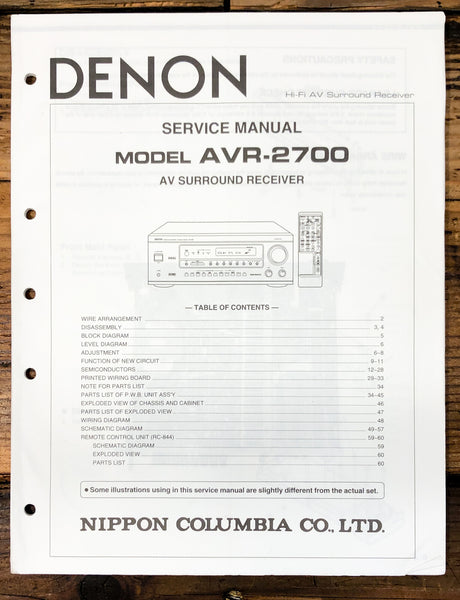 DENON
Hi-Fi AV Surround Receiver
SERVICE MANUAL
MODEL AVR-2700
AV SURROUND RECEIVER
— TABLE OF CONTENTS —
WIRE ARRANGEMENT 2
DISASSEMBLY 3, 4
BLOCK DIAGRAM 5
LEVEL DIAGRAM 6
ADJUSTMENT 6–8
FUNCTION OF NEW CIRCUIT 9–11
SEMICONDUCTORS 12–28
PRINTED WIRING BOARD 29–33
NOTE FOR PARTS LIST 34
PARTS LIST OF P.W.B. UNIT ASS'Y 34–45
EXPLODED VIEW OF CHASSIS AND CABINET 46
PARTS LIST OF EXPLODED VIEW 47
WIRING DIAGRAM 48
SCHEMATIC DIAGRAM 49–57
REMOTE CONTROL UNIT (RC-844) 59–60
SCHEMATIC DIAGRAM 59
EXPLODED VIEW 60
PARTS LIST 60
● Some illustrations using in this service manual are slightly different from the actual set.
NIPPON COLUMBIA CO., LTD.